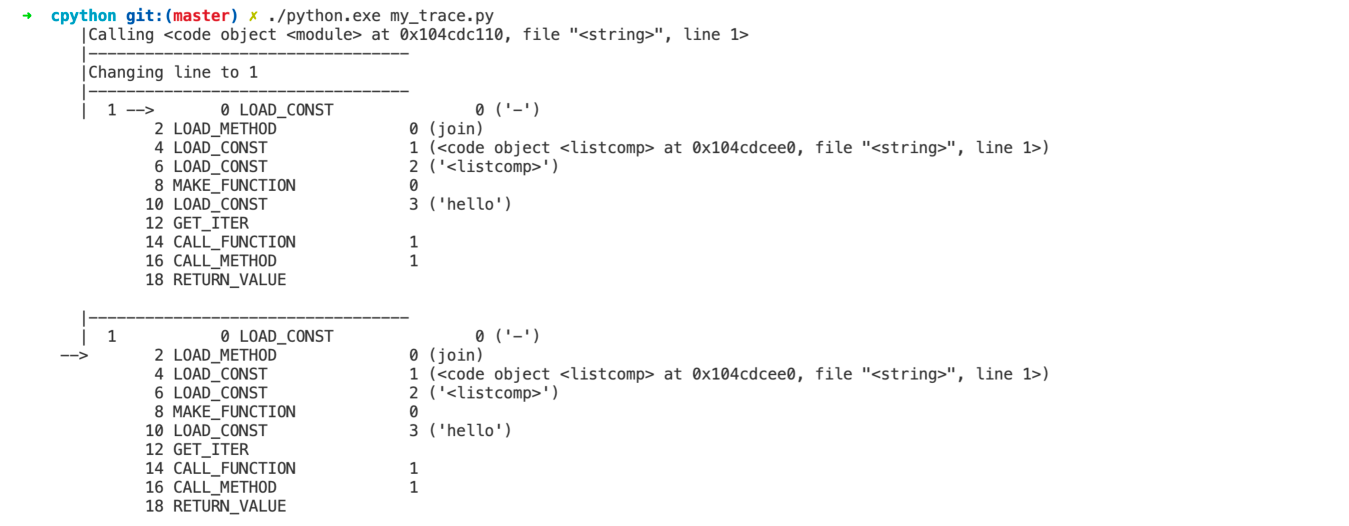 ➜  cpython git:(master) ✗ ./python.exe my_trace.py
      |Calling <code object <module> at 0x104cdc110, file "<string>", line 1>
      |----------------------------------
      |Changing line to 1
      |----------------------------------
      |  1 -->       0 LOAD_CONST               0 ('-')
              2 LOAD_METHOD              0 (join)
              4 LOAD_CONST               1 (<code object <listcomp> at 0x104cdcee0, file "<string>", line 1>)
              6 LOAD_CONST               2 ('<listcomp>')
              8 MAKE_FUNCTION            0
             10 LOAD_CONST               3 ('hello')
             12 GET_ITER
             14 CALL_FUNCTION            1
             16 CALL_METHOD              1
             18 RETURN_VALUE
      |----------------------------------
      |  1           0 LOAD_CONST               0 ('-')
    -->       2 LOAD_METHOD              0 (join)
              4 LOAD_CONST               1 (<code object <listcomp> at 0x104cdcee0, file "<string>", line 1>)
              6 LOAD_CONST               2 ('<listcomp>')
              8 MAKE_FUNCTION            0
             10 LOAD_CONST               3 ('hello')
             12 GET_ITER
             14 CALL_FUNCTION            1
             16 CALL_METHOD              1
             18 RETURN_VALUE